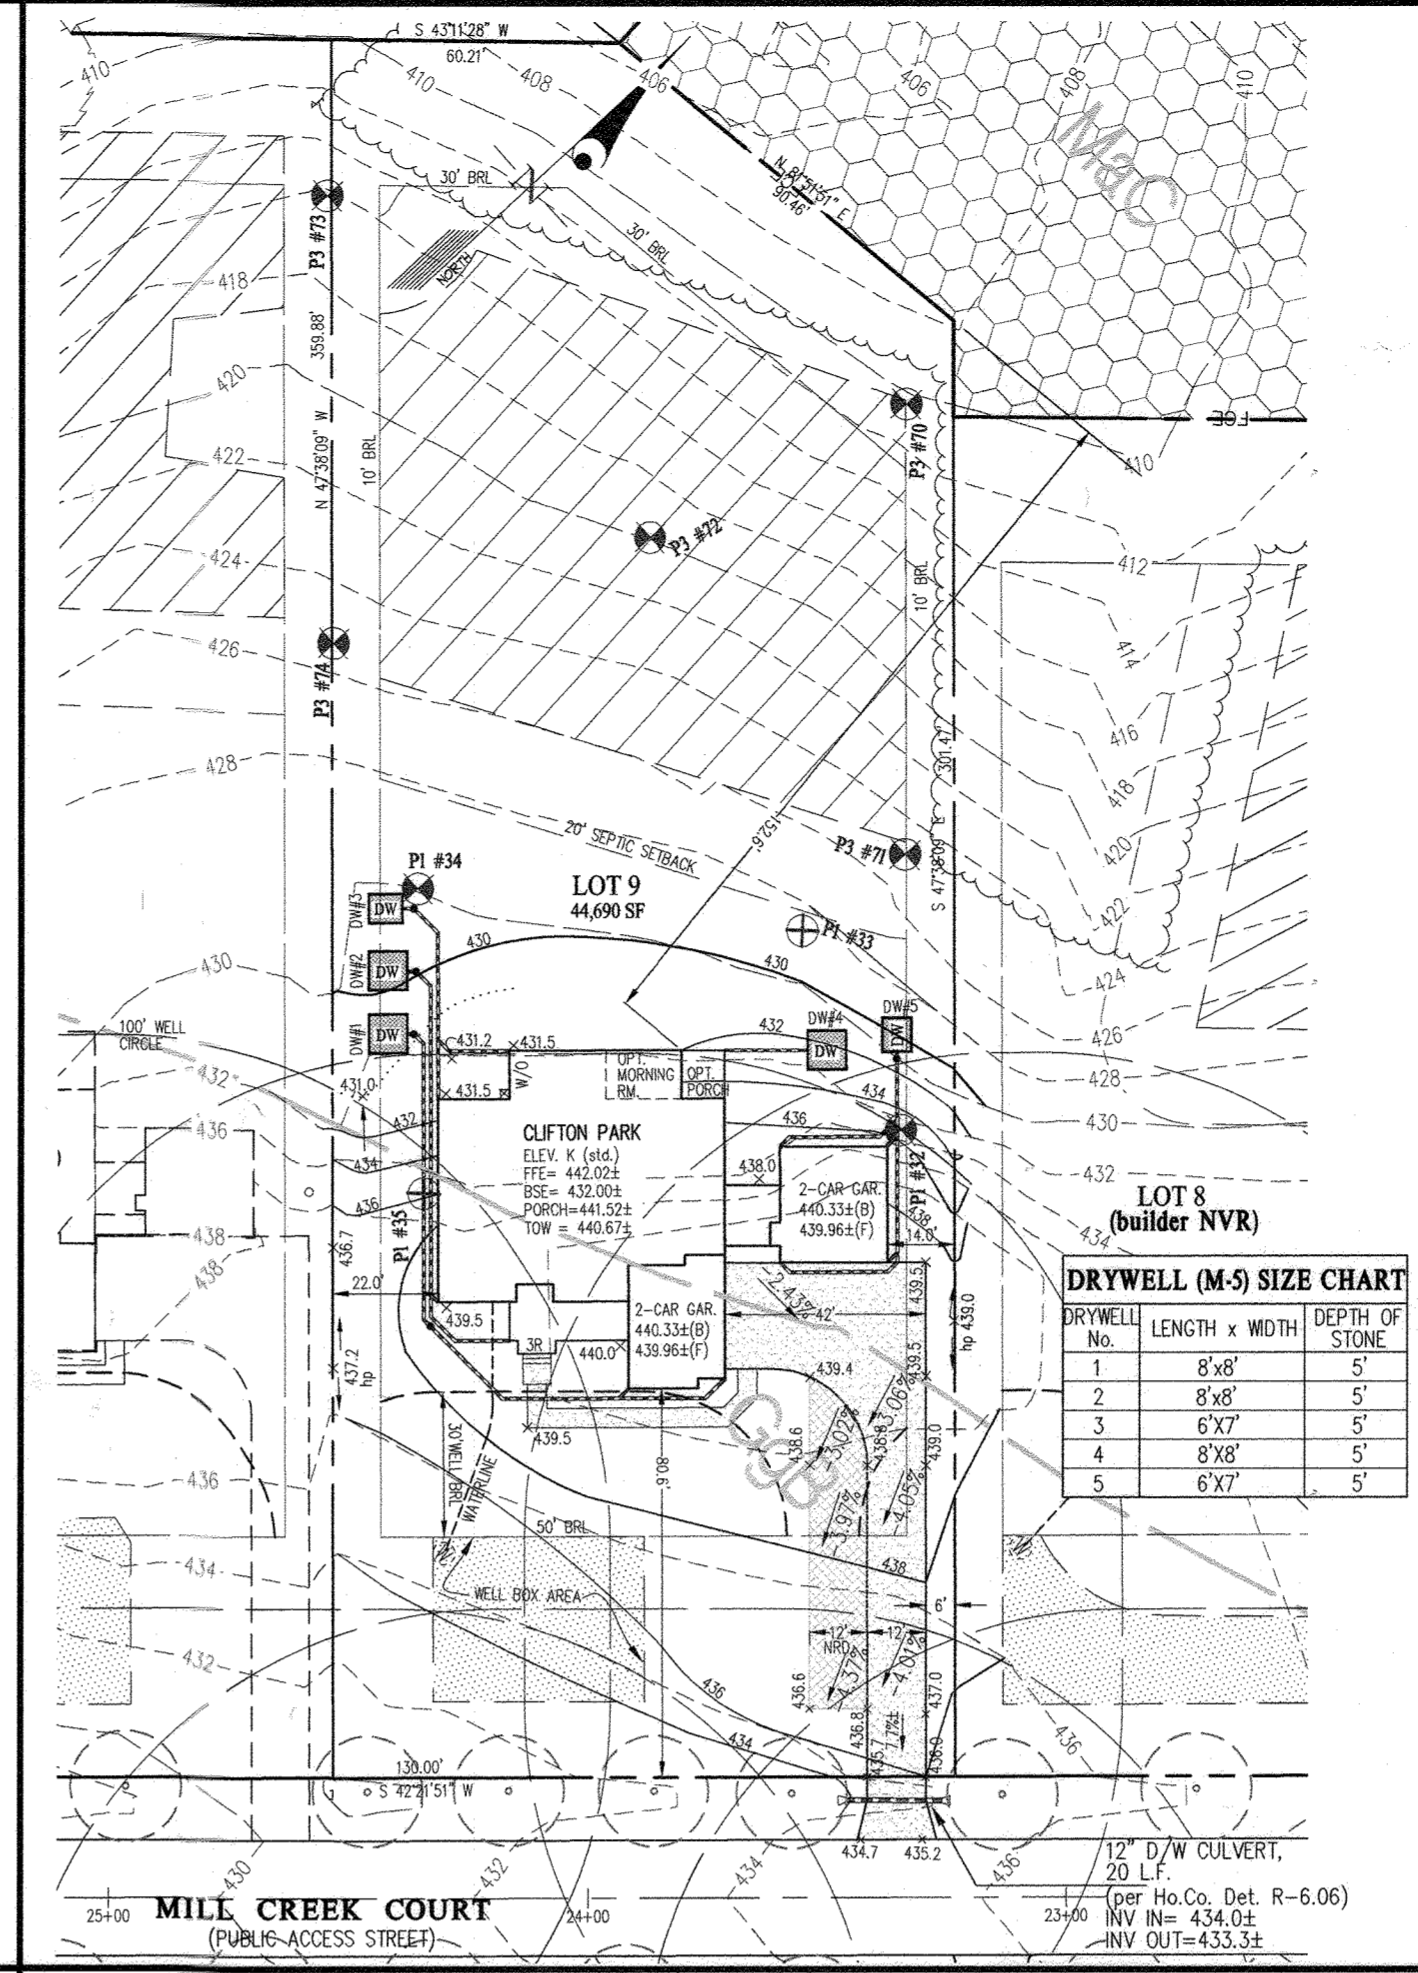 S 43°11'28" W
60.21'
410
410
408
406
406
408
410
MaC
N 81°51'51" E
90.46'
30' BRL
30' BRL
NORTH
P3 #73
418
359.88'
N 47°38'09" W
420
10' BRL
422
P3 #70
FCE
410
P3 #72
424
412
10' BRL
426
P3 #74
414
416
301.47'
S 47°38'09" E
428
418
152.6'
20' SEPTIC SETBACK
P3 #71
420
P1 #34
LOT 9
44,690 SF
422
DW#3
DW
P1 #33
430
430
430
424
DW#2
DW
DW#4
DW#5
DW
DW
100' WELL
CIRCLE
DW#1
DW
432
426
431.2
431.5
428
432
431.0
431.5
W/O
OPT.
MORNING
RM.
OPT.
PORCH
434
430
436
432
436
CLIFTON PARK
ELEV. K (std.)
FFE= 442.02±
BSE= 432.00±
PORCH=441.52±
TOW = 440.67±
434
436
438.0
P1 #32
432
2-CAR GAR.
440.33±(B)
439.96±(F)
LOT 8
(builder NVR)
P1 #35
438
438
436.7
438
14.0'
434
22.0'
439.5
2-CAR GAR.
440.33±(B)
439.96±(F)
-2.43%
42'
439.5
hp 439.0
3R
440.0
437.2
hp
439.4
439.5
DRYWELL (M-5) SIZE CHART
DRYWELL No. LENGTH x WIDTH DEPTH OF STONE
1 8'x8' 5'
2 8'x8' 5'
3 6'X7' 5'
4 8'X8' 5'
5 6'X7' 5'
439.5
GgB
438.6
-3.02%
-3.06%
438.8
439.0
30' WELL BRL
WATERLINE
80.6'
436
-3.97%
-4.05%
50' BRL
434
438
WELL BOX AREA
6'
12'
NRD
12'
432
-4.37%
-4.01%
436
436.6
436.8
437.0
434
435.7
436.0
436
130.00'
S 42°21'51" W
434.7
435.2
12" D/W CULVERT,
20 L.F.
(per Ho.Co. Det. R-6.06)
INV IN= 434.0±
INV OUT=433.3±
430
432
434
436
25+00
24+00
23+00
MILL CREEK COURT
(PUBLIC ACCESS STREET)